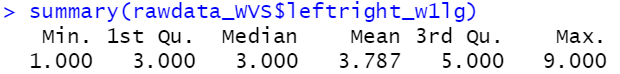 > summary(rawdata_WVS$leftright_w1lg)
Min. 1st Qu. Median Mean 3rd Qu. Max.
1.000 3.000 3.000 3.787 5.000 9.000